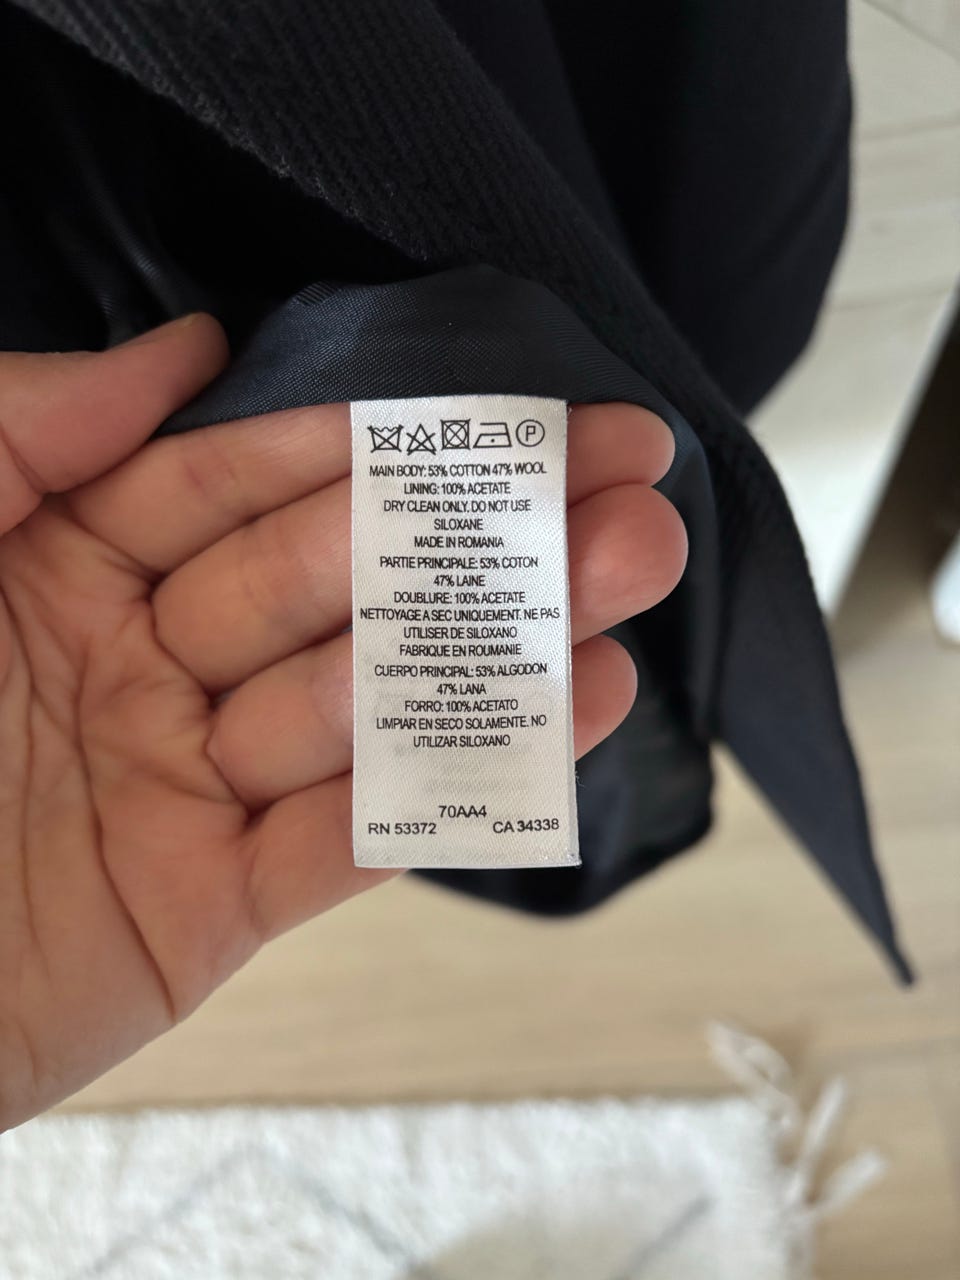 P
MAIN BODY: 53% COTTON 47% WOOL
LINING: 100% ACETATE
DRY CLEAN ONLY. DO NOT USE
SILOXANE
MADE IN ROMANIA
PARTIE PRINCIPALE: 53% COTON
47% LAINE
DOUBLURE: 100% ACETATE
NETTOYAGE A SEC UNIQUEMENT. NE PAS
UTILISER DE SILOXANO
FABRIQUE EN ROUMANIE
CUERPO PRINCIPAL: 53% ALGODON
47% LANA
FORRO: 100% ACETATO
LIMPIAR EN SECO SOLAMENTE. NO
UTILIZAR SILOXANO
70AA4
RN 53372 CA 34338